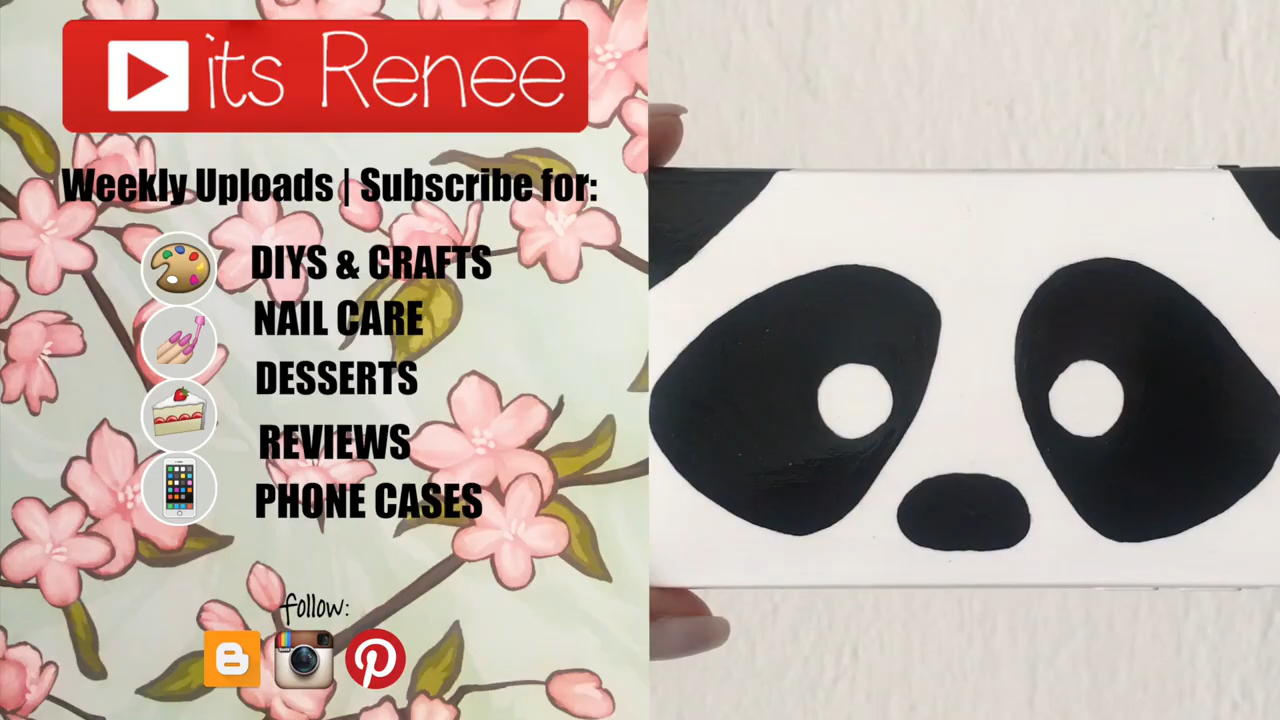 its Renee
Weekly Uploads | Subscribe for:
DIYS & CRAFTS
NAIL CARE
DESSERTS
REVIEWS
PHONE CASES
follow: